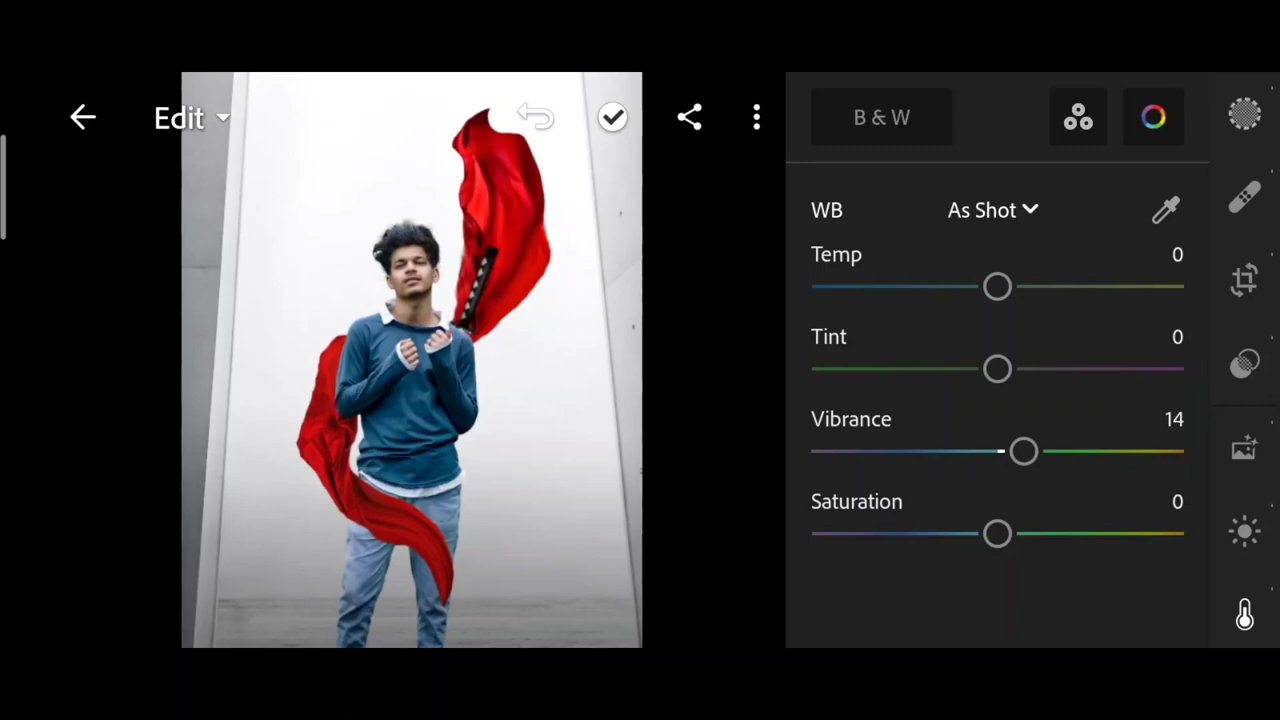 Edit
B & W
WB As Shot
Temp 0
Tint 0
Vibrance 14
Saturation 0